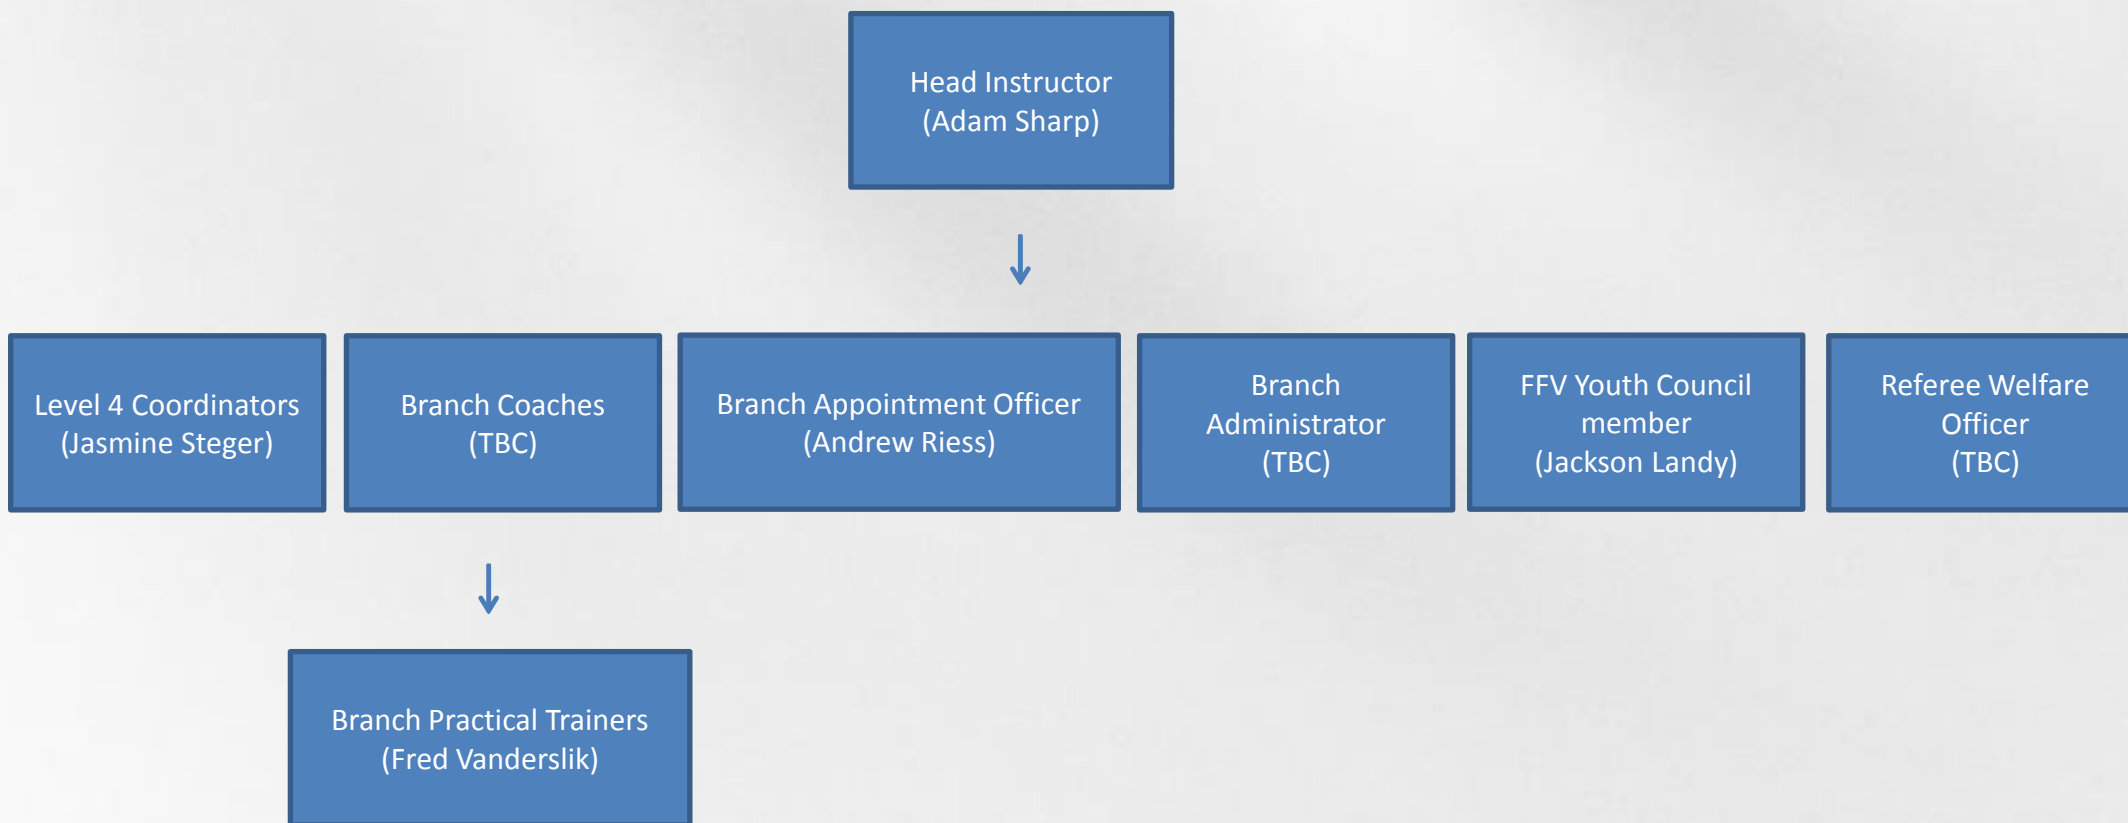 Head Instructor
(Adam Sharp)
Level 4 Coordinators
(Jasmine Steger)
Branch Coaches
(TBC)
Branch Appointment Officer
(Andrew Riess)
Branch
Administrator
(TBC)
FFV Youth Council
member
(Jackson Landy)
Referee Welfare
Officer
(TBC)
Branch Practical Trainers
(Fred Vanderslik)